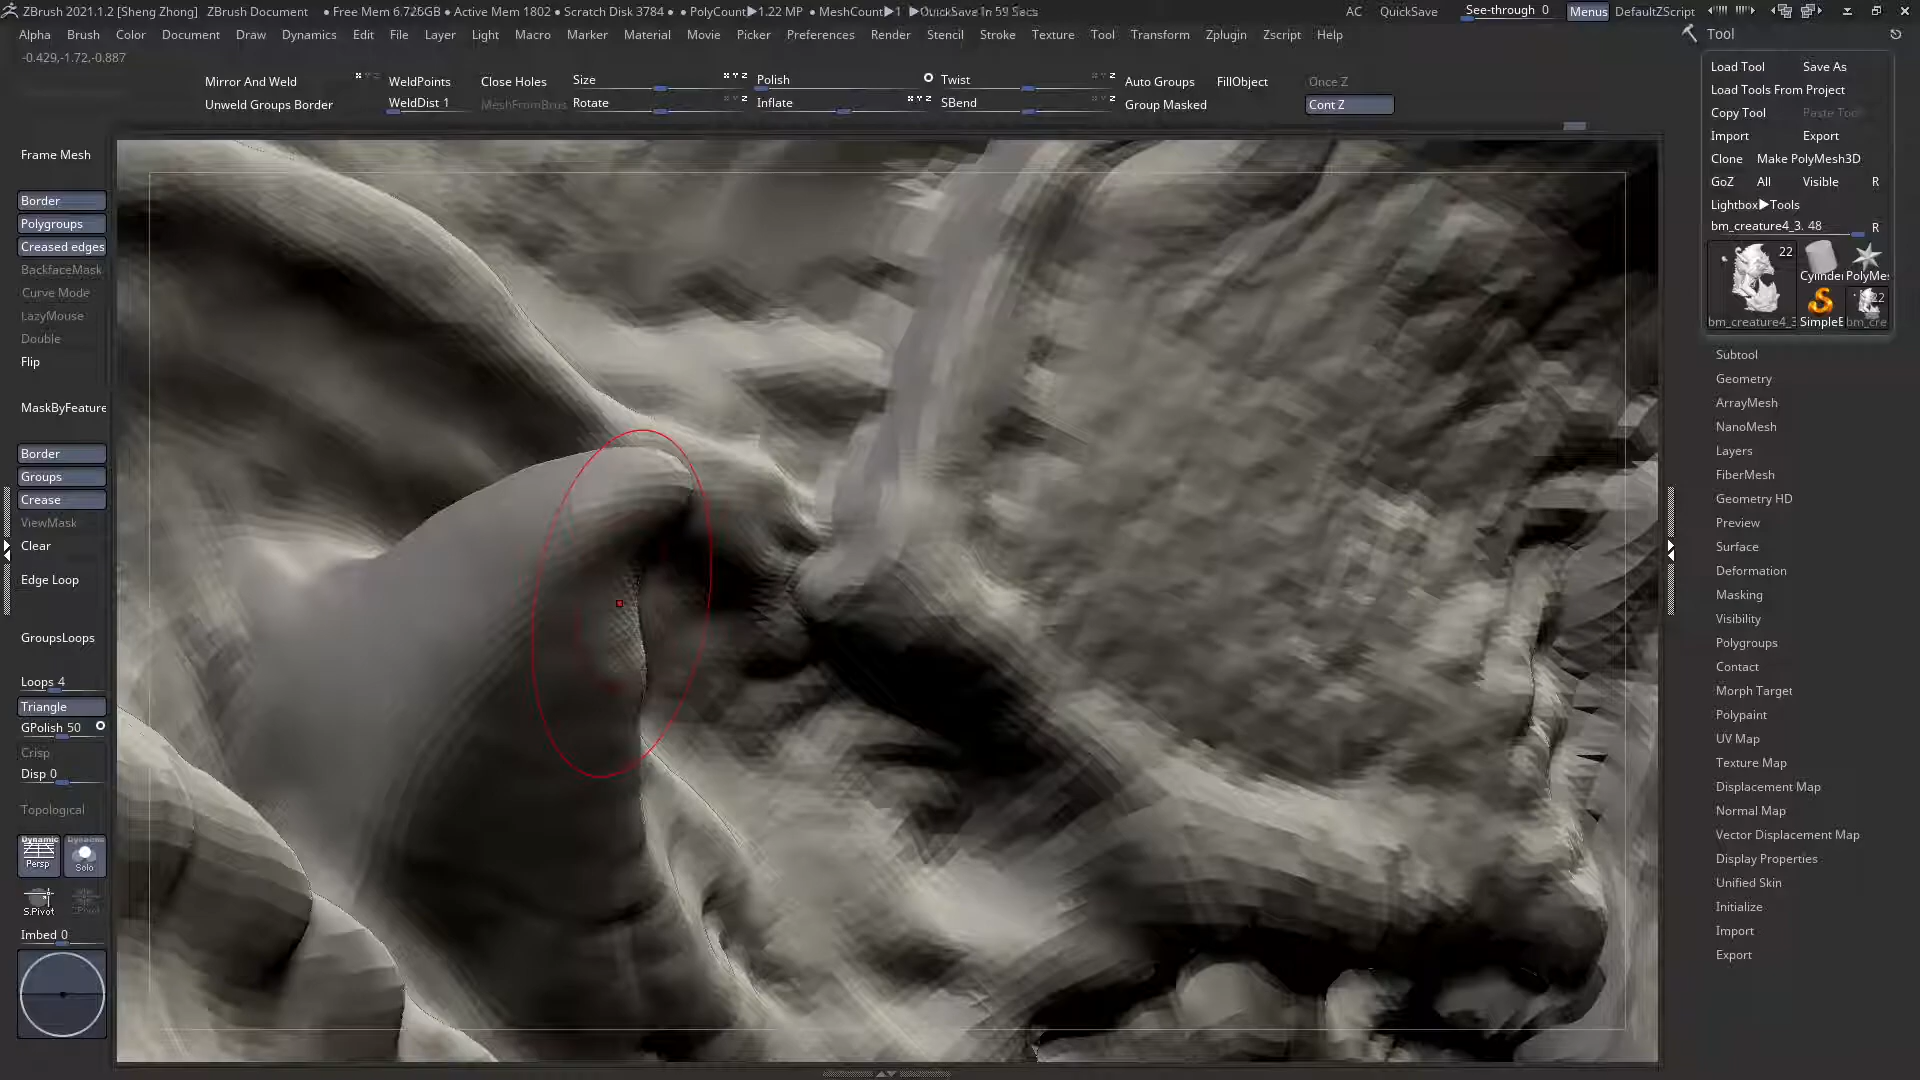 ZBrush 2021.1.2 [Sheng Zhong] ZBrush Document ● Free Mem 6.726GB ● Active Mem 1802 ● Scratch Disk 3784 ● ● PolyCount▶1.22 MP ● MeshCount▶1 ▶QuickSave In 59 Secs AC QuickSave See-through 0 Menus DefaultZScript
Alpha Brush Color Document Draw Dynamics Edit File Layer Light Macro Marker Material Movie Picker Preferences Render Stencil Stroke Texture Tool Transform Zplugin Zscript Help
-0.429,-1.72,-0.887
Mirror And Weld WeldPoints Close Holes Size Polish Twist Auto Groups FillObject Once Z
Unweld Groups Border WeldDist 1 MeshFromBrus Rotate Inflate SBend Group Masked Cont Z
Frame Mesh
Border
Polygroups
Creased edges
BackfaceMask
Curve Mode
LazyMouse
Double
Flip
MaskByFeature
Border
Groups
Crease
ViewMask
Clear
Edge Loop
GroupsLoops
Loops 4
Triangle
GPolish 50
Crisp
Disp 0
Topological
Dynamic
Persp
Solo
S.Pivot
Imbed 0
Tool
Load Tool Save As
Load Tools From Project
Copy Tool Paste Too
Import Export
Clone Make PolyMesh3D
GoZ All Visible R
Lightbox▶Tools
bm_creature4_3. 48 R
22
Cylinder PolyMes
22
bm_creature4_3 SimpleE bm_cre
Subtool
Geometry
ArrayMesh
NanoMesh
Layers
FiberMesh
Geometry HD
Preview
Surface
Deformation
Masking
Visibility
Polygroups
Contact
Morph Target
Polypaint
UV Map
Texture Map
Displacement Map
Normal Map
Vector Displacement Map
Display Properties
Unified Skin
Initialize
Import
Export